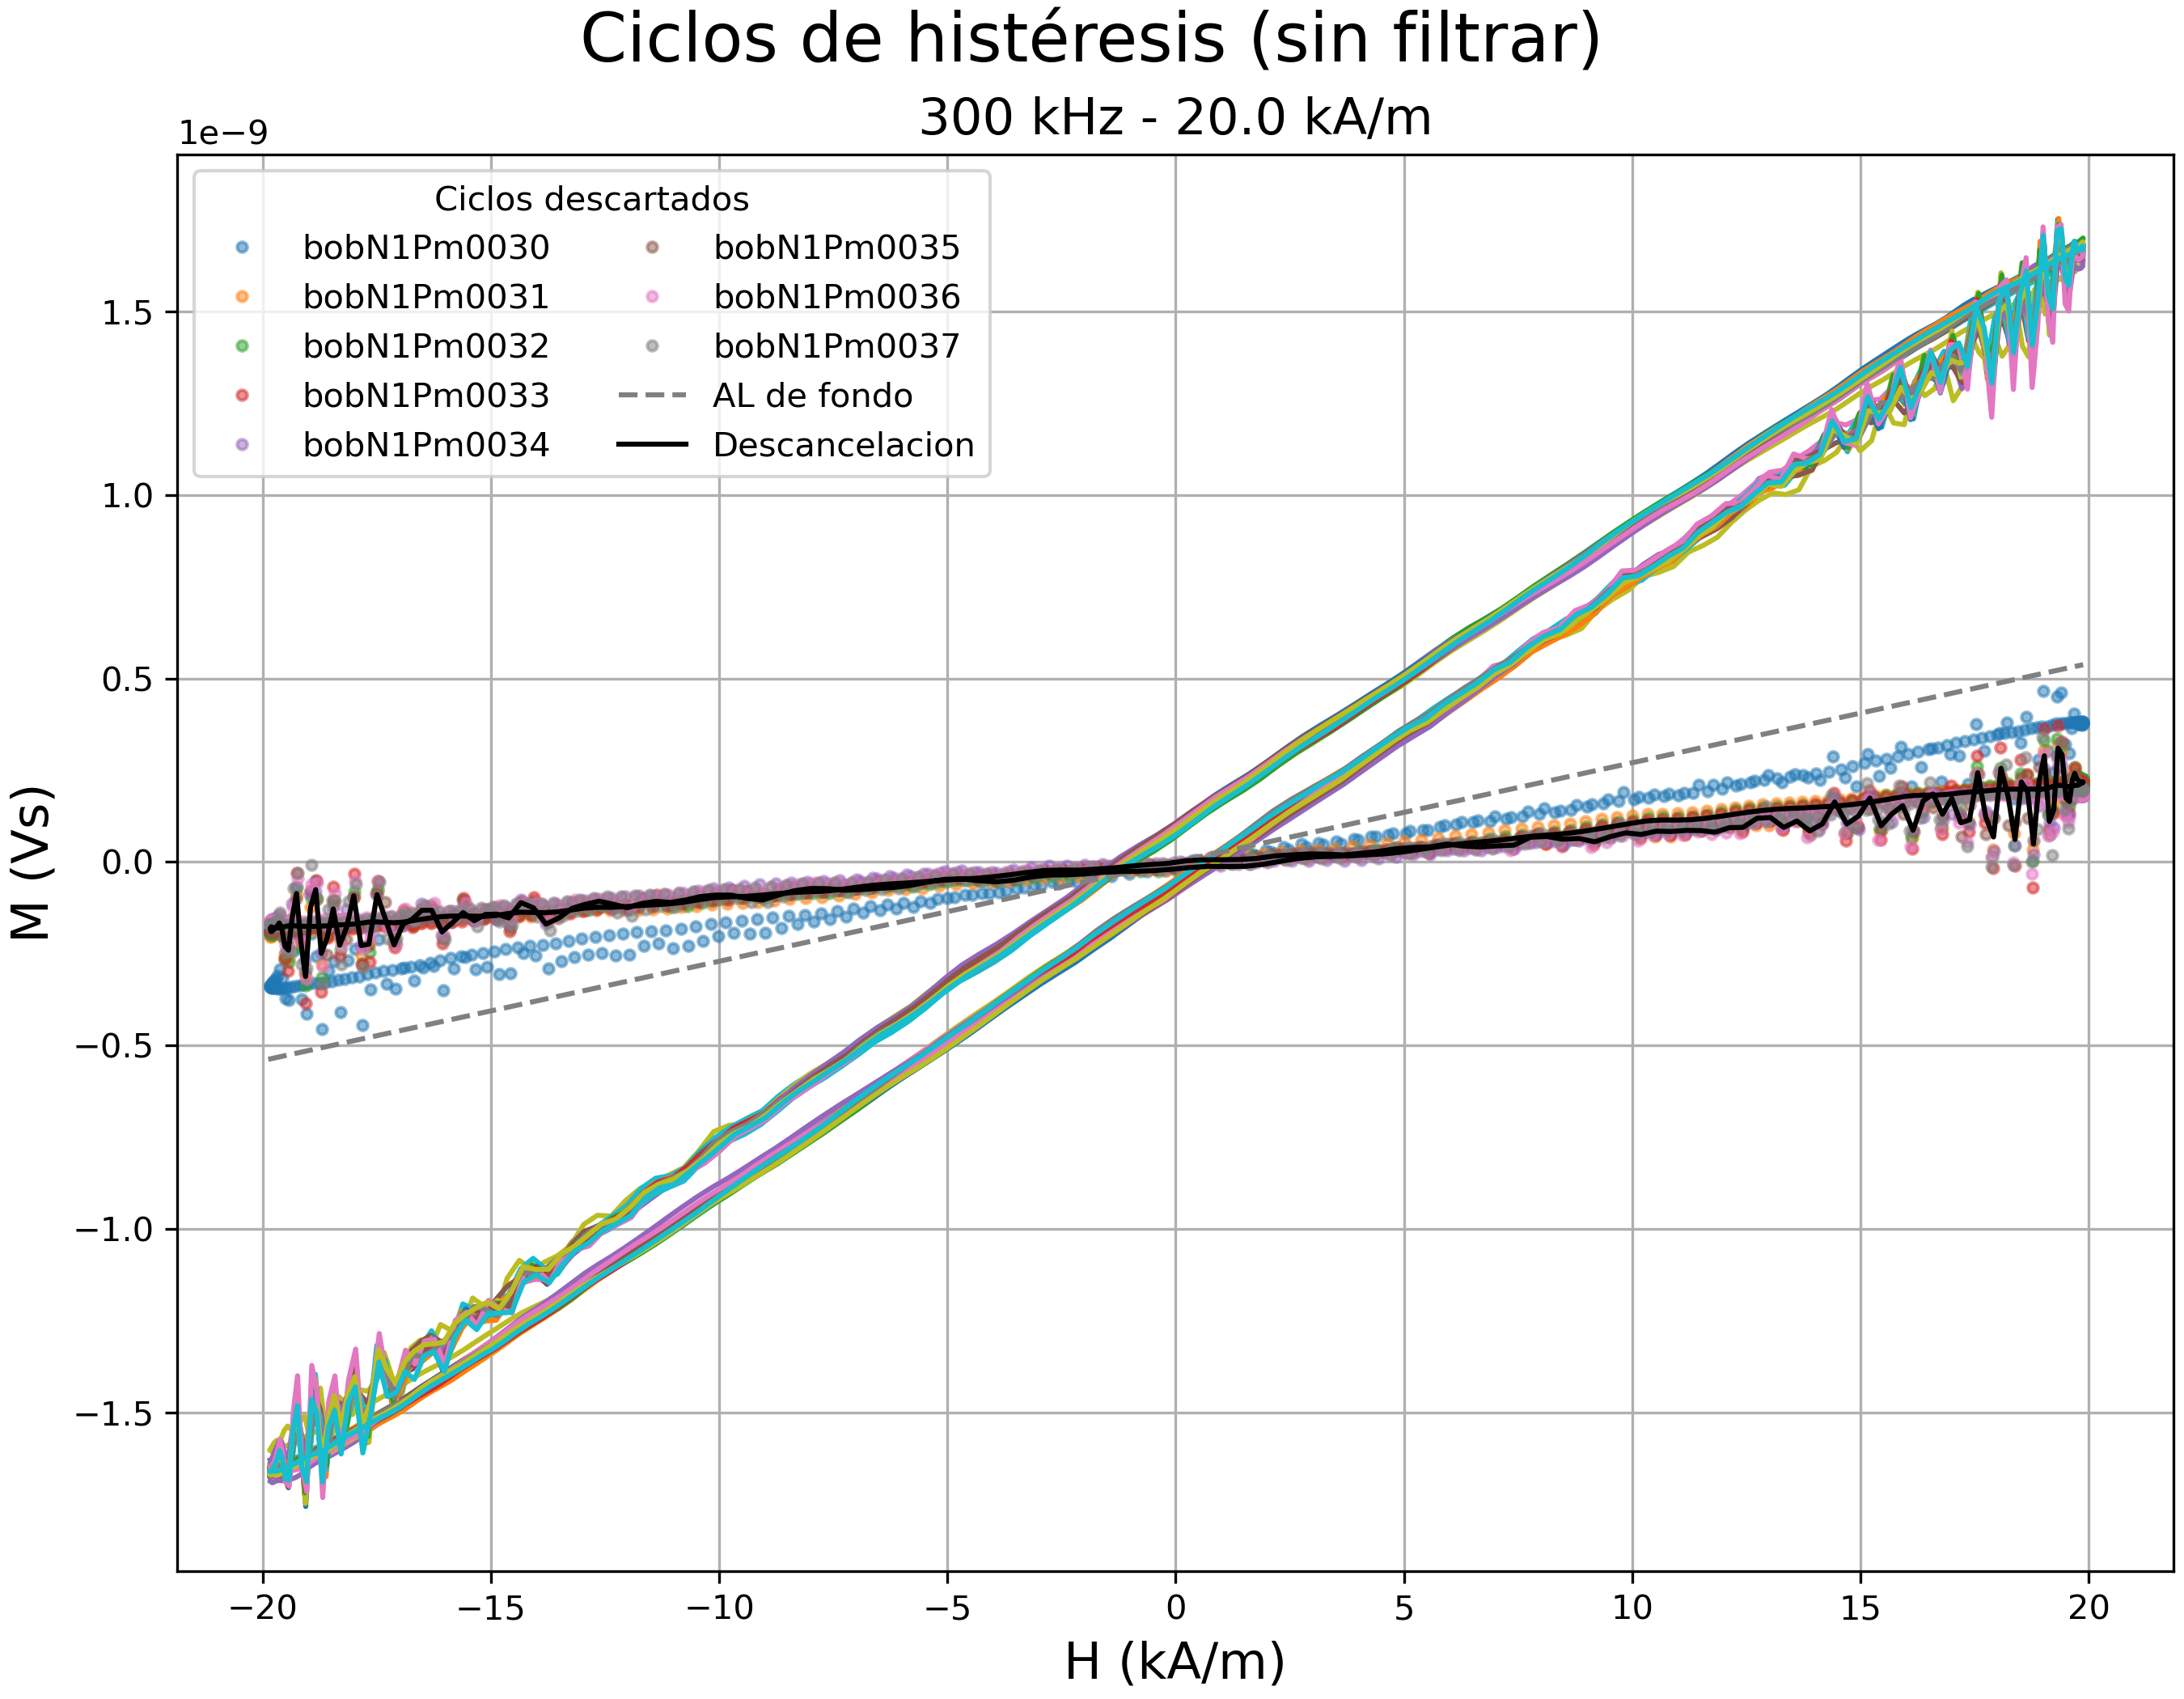 Ciclos de histéresis (sin filtrar)
300 kHz - 20.0 kA/m
1e−9
Ciclos descartados
bobN1Pm0030
bobN1Pm0031
bobN1Pm0032
bobN1Pm0033
bobN1Pm0034
bobN1Pm0035
bobN1Pm0036
bobN1Pm0037
AL de fondo
Descancelacion
M (Vs)
1.5
1.0
0.5
0.0
−0.5
−1.0
−1.5
−20 −15 −10 −5 0 5 10 15 20
H (kA/m)